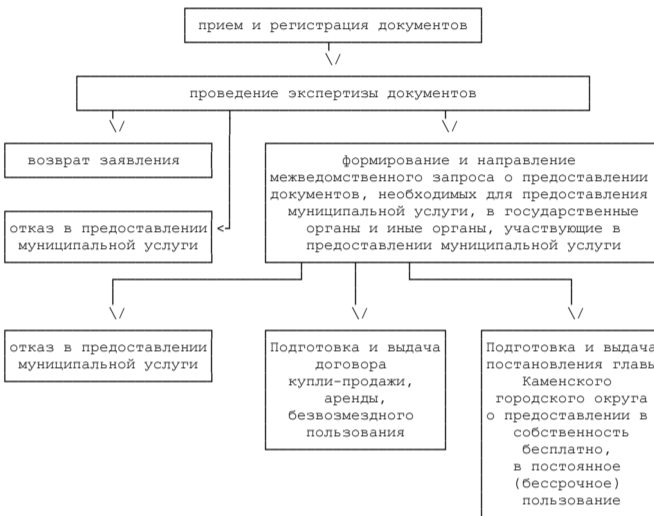 прием и регистрация документов
проведение экспертизы документов
возврат заявления
формирование и направление
межведомственного запроса о предоставлении
документов, необходимых для предоставления
муниципальной услуги, в государственные
органы и иные органы, участвующие в
предоставлении муниципальной услуги
отказ в предоставлении
муниципальной услуги
отказ в предоставлении
муниципальной услуги
Подготовка и выдача
договора
купли-продажи,
аренды,
безвозмездного
пользования
Подготовка и выдача
постановления главы
Каменского
городского округа
о предоставлении в
собственность
бесплатно,
в постоянное
(бессрочное)
пользование